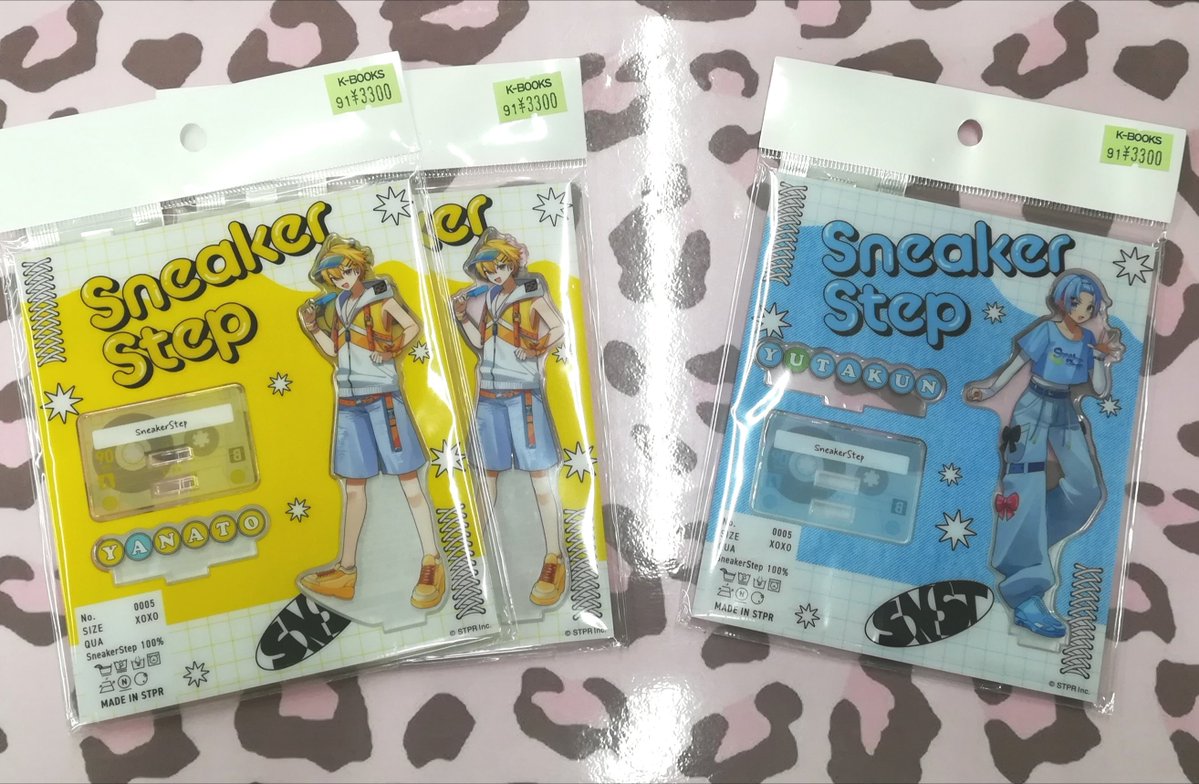 K-BOOKS
91¥3300
Sneaker
Step
SneakerStep
90
A
B
YANATO
No. 0005
SIZE XOXO
QUA
SneakerStep 100%
P
N
MADE IN STPR
SNST
© STPR Inc.
K-BOOKS
91¥3300
ker
© STPR Inc.
K-BOOKS
91¥3300
Sneaker
Step
YUTAKUN
SneakerStep
B
No. 0005
SIZE XOXO
QUA
SneakerStep 100%
P
N
MADE IN STPR
SNST
© STPR Inc.